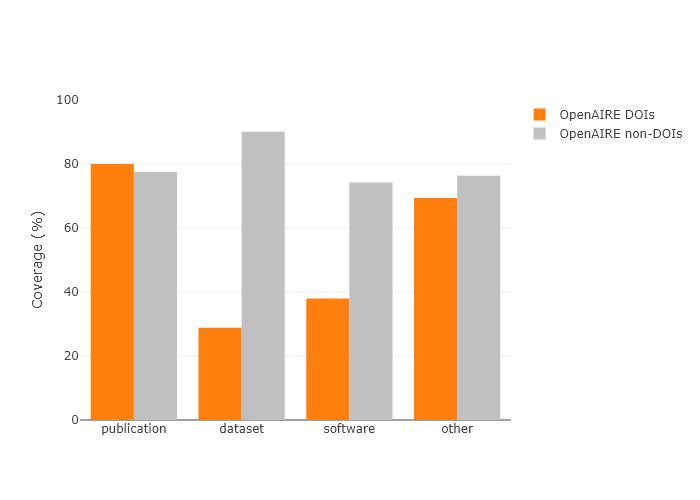 100
80
60
40
20
0
Coverage (%)
publication
dataset
software
other
OpenAIRE DOIs
OpenAIRE non-DOIs